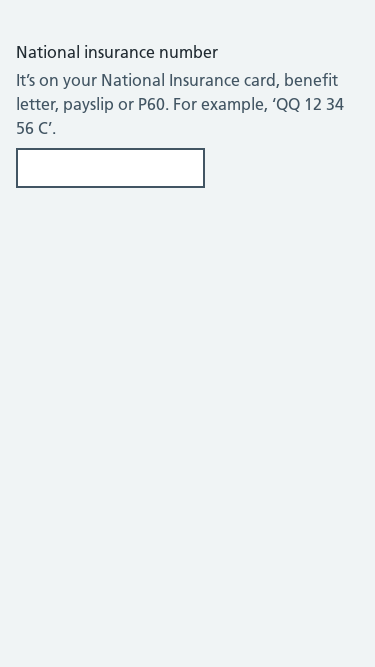 National insurance number
It’s on your National Insurance card, benefit
letter, payslip or P60. For example, ‘QQ 12 34
56 C’.